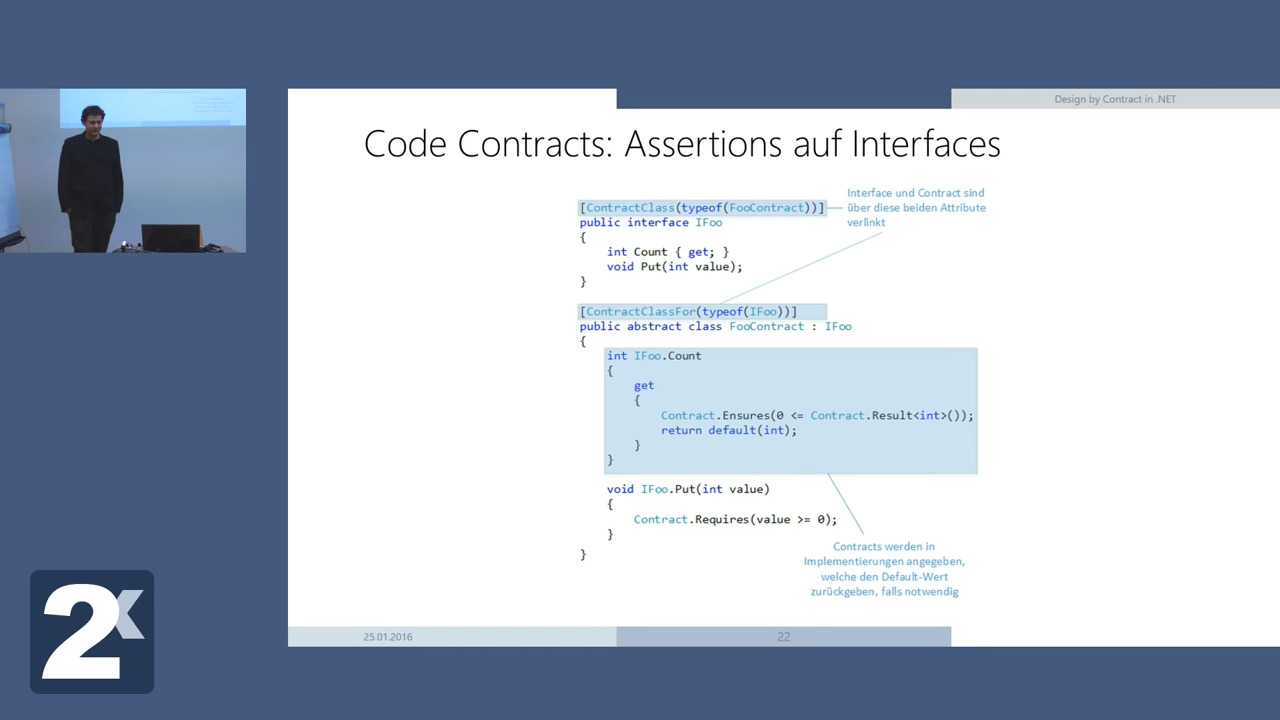 Design by Contract in .NET
Code Contracts: Assertions auf Interfaces
Interface und Contract sind
über diese beiden Attribute
verlinkt
[ContractClass(typeof(FooContract))]
public interface IFoo
{
int Count { get; }
void Put(int value);
}
[ContractClassFor(typeof(IFoo))]
public abstract class FooContract : IFoo
{
int IFoo.Count
{
get
{
Contract.Ensures(0 <= Contract.Result<int>());
return default(int);
}
}
void IFoo.Put(int value)
{
Contract.Requires(value >= 0);
}
}
Contracts werden in
Implementierungen angegeben,
welche den Default-Wert
zurückgeben, falls notwendig
25.01.2016
22
2x